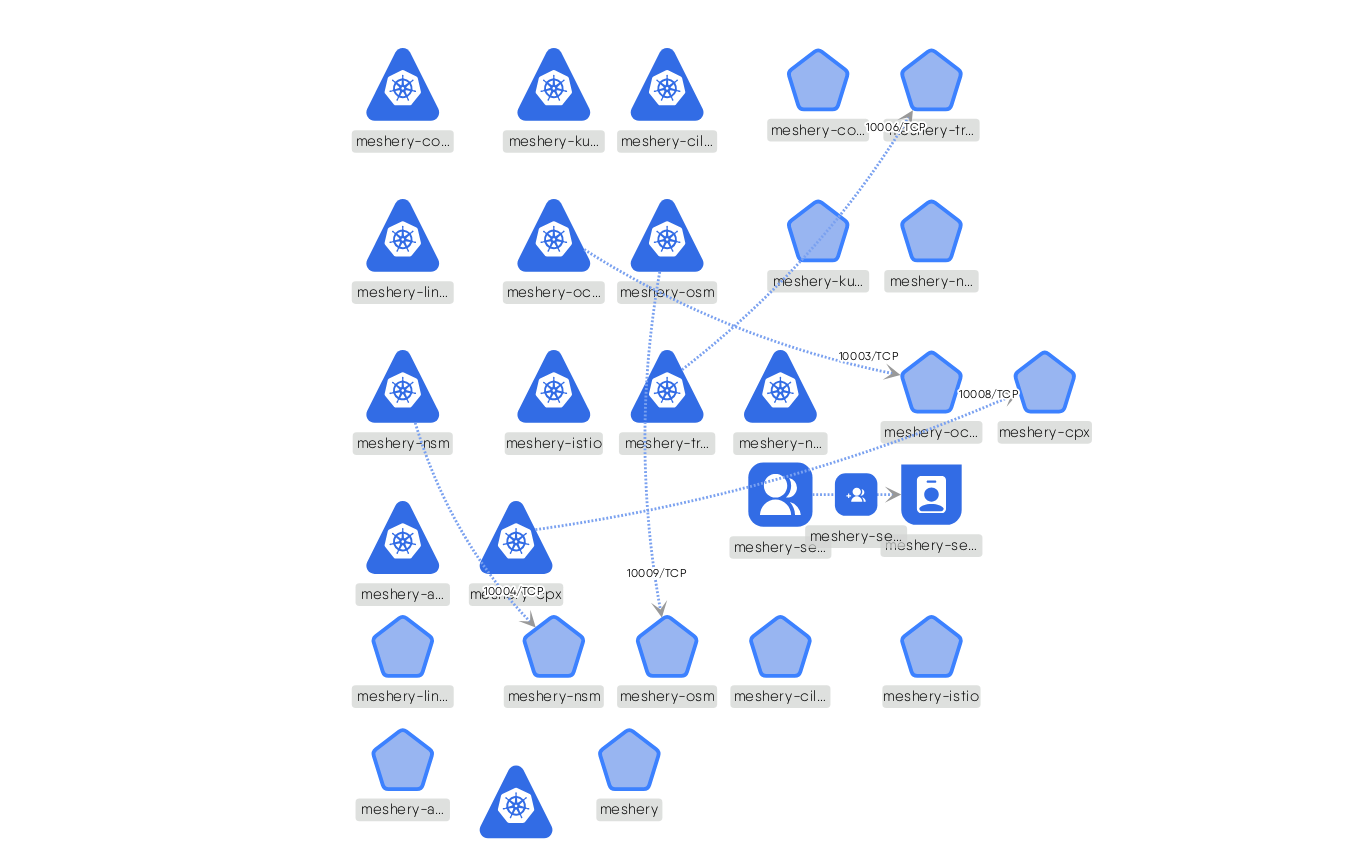 meshery-co...
meshery-ku...
meshery-cil...
meshery-co...
10006/TCP
meshery-tr...
meshery-lin...
meshery-oc...
meshery-osm
meshery-ku...
meshery-n...
10003/TCP
10008/TCP
meshery-nsm
meshery-istio
meshery-tr...
meshery-n...
meshery-oc...
meshery-cpx
meshery-se...
meshery-se...
meshery-se...
10009/TCP
meshery-a...
meshery-cpx
10004/TCP
meshery-lin...
meshery-nsm
meshery-osm
meshery-cil...
meshery-istio
meshery-a...
meshery